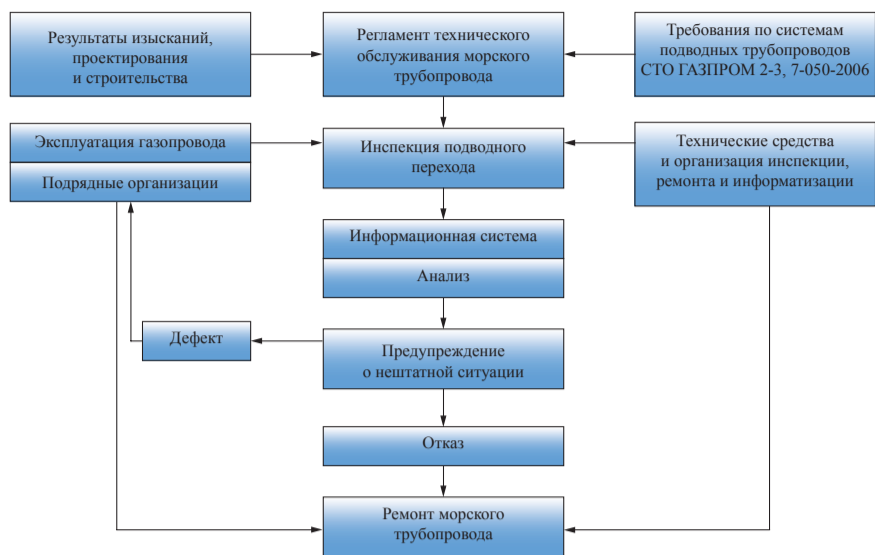 Результаты изысканий,
проектирования
и строительства
Регламент технического
обслуживания морского
трубопровода
Требования по системам
подводных трубопроводов
СТО ГАЗПРОМ 2-3, 7-050-2006
Эксплуатация газопровода
Подрядные организации
Инспекция подводного
перехода
Технические средства
и организация инспекции,
ремонта и информатизации
Информационная система
Анализ
Дефект
Предупреждение
о нештатной ситуации
Отказ
Ремонт морского
трубопровода